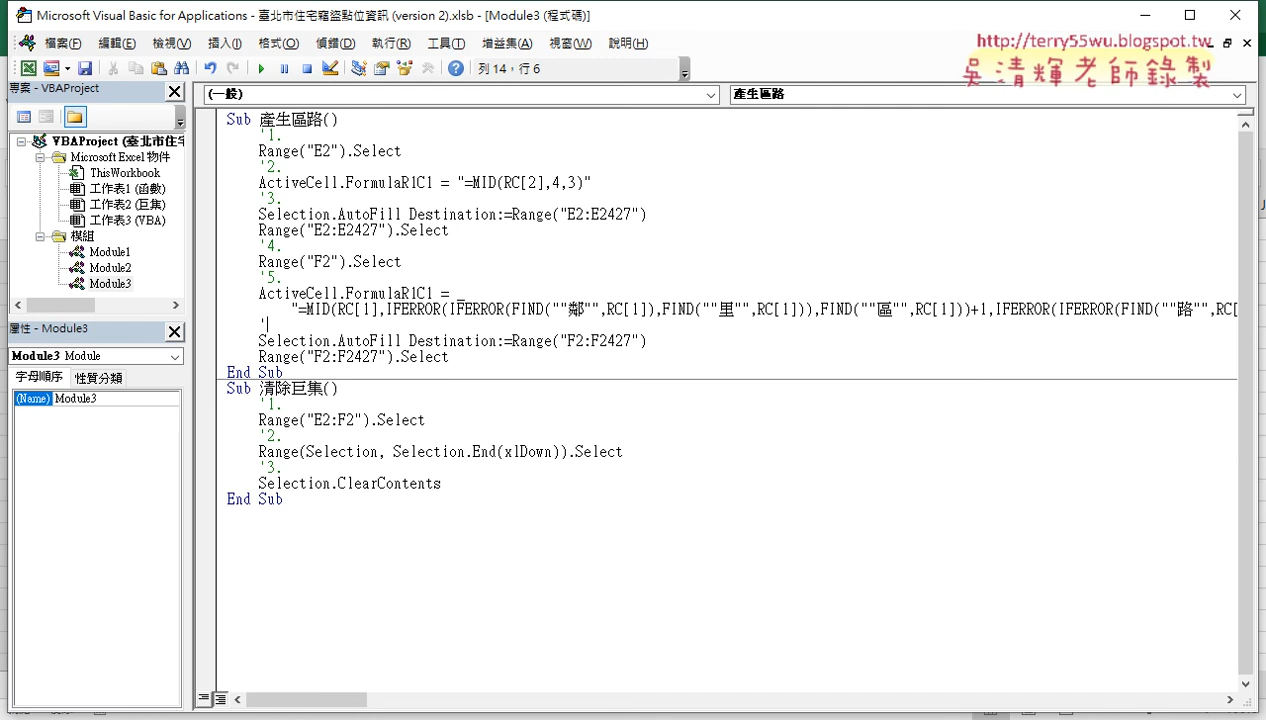 Microsoft Visual Basic for Applications - 臺北市住宅竊盜點位資訊 (version 2).xlsb - [Module3 (程式碼)]
http://terry55wu.blogspot.tw
吳清輝老師錄製
檔案(F) 編輯(E) 檢視(V) 插入(I) 格式(O) 偵錯(D) 執行(R) 工具(T) 增益集(A) 視窗(W) 說明(H)
列 14，行 6
專案 - VBAProject
VBAProject (臺北市住宅
Microsoft Excel 物件
ThisWorkbook
工作表1 (函數)
工作表2 (巨集)
工作表3 (VBA)
模組
Module1
Module2
Module3
屬性 - Module3
Module3 Module
字母順序 性質分類
(Name) Module3
(一般) 產生區路
Sub 產生區路()
'1.
Range("E2").Select
'2.
ActiveCell.FormulaR1C1 = "=MID(RC[2],4,3)"
'3.
Selection.AutoFill Destination:=Range("E2:E2427")
Range("E2:E2427").Select
'4.
Range("F2").Select
'5.
ActiveCell.FormulaR1C1 = _
"=MID(RC[1],IFERROR(IFERROR(FIND(""鄰"",RC[1]),FIND(""里"",RC[1])),FIND(""區"",RC[1]))+1,IFERROR(IFERROR(FIND(""路"",RC[
'
Selection.AutoFill Destination:=Range("F2:F2427")
Range("F2:F2427").Select
End Sub
Sub 清除巨集()
'1.
Range("E2:F2").Select
'2.
Range(Selection, Selection.End(xlDown)).Select
'3.
Selection.ClearContents
End Sub